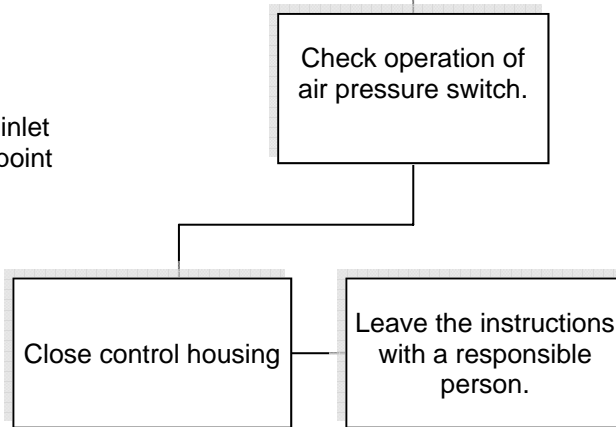 Check operation of
air pressure switch.
inlet
point
Close control housing
Leave the instructions
with a responsible
person.